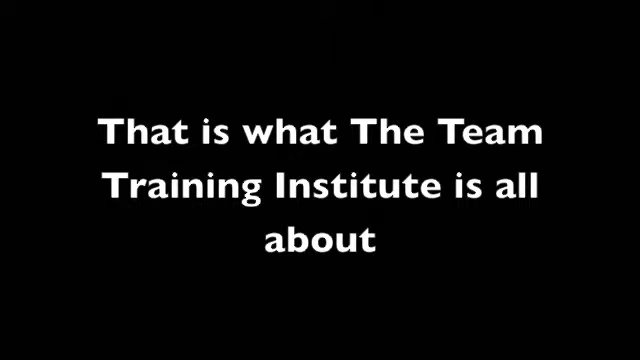 That is what The Team
Training Institute is all
about